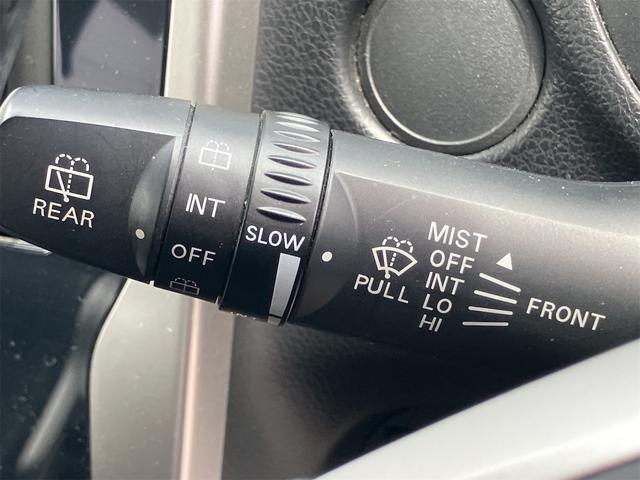 REAR
INT
OFF
SLOW
PULL
MIST
OFF
INT
LO
HI
FRONT